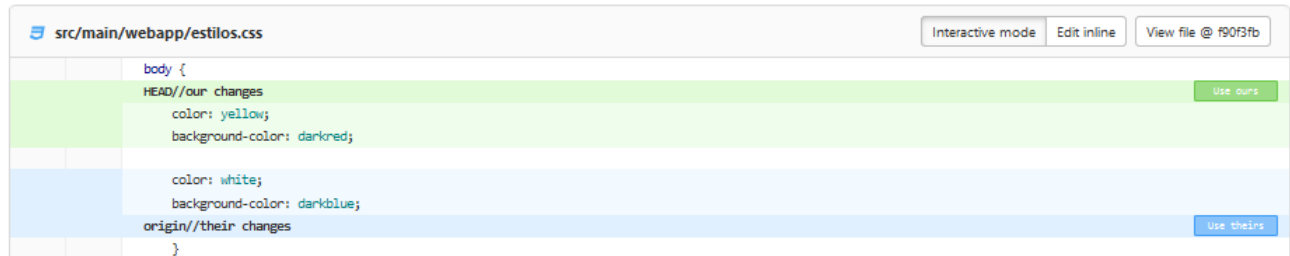 src/main/webapp/estilos.css Interactive mode Edit inline View file @ f90f3fb
body {
HEAD//our changes Use ours
color: yellow;
background-color: darkred;
color: white;
background-color: darkblue;
origin//their changes Use theirs
}